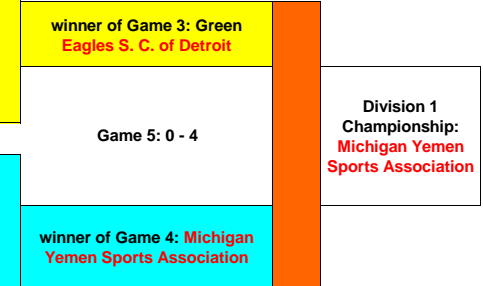 winner of Game 3: Green
Eagles S. C. of Detroit
Game 5: 0 - 4
Division 1
Championship:
Michigan Yemen
Sports Association
winner of Game 4: Michigan
Yemen Sports Association